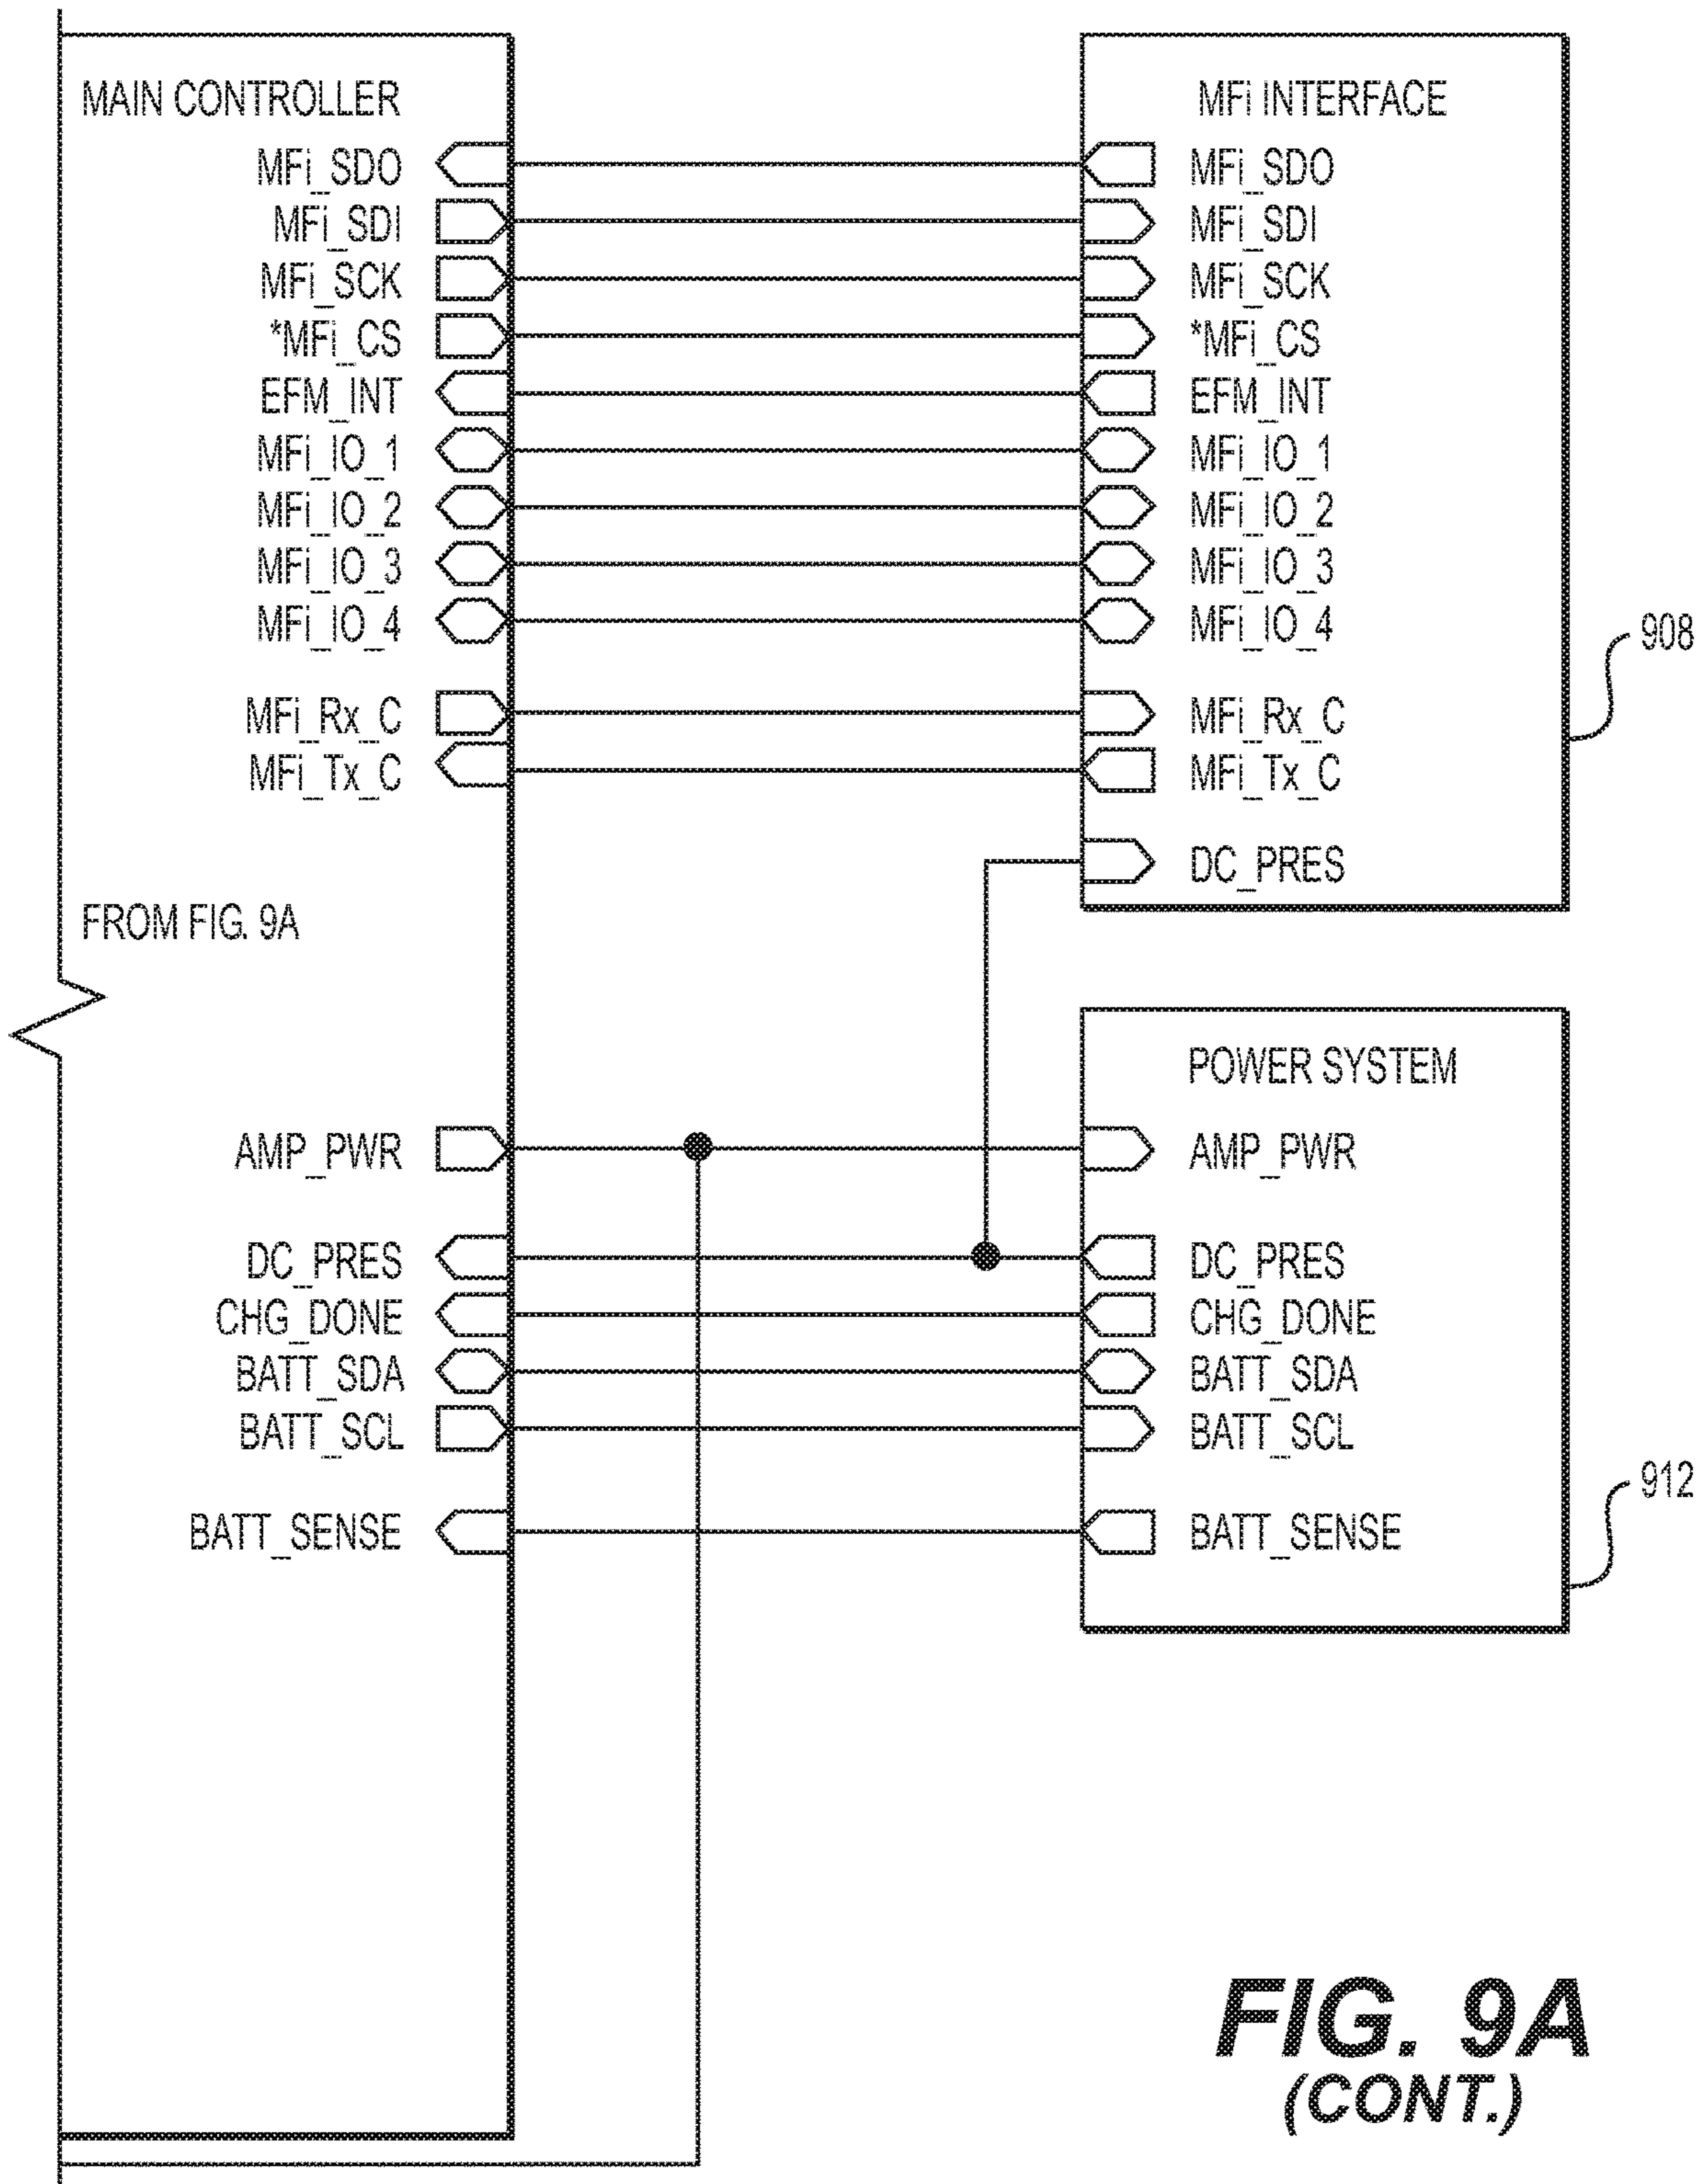 MAIN CONTROLLER
MFi_SDO
MFi_SDI
MFi_SCK
*MFi_CS
EFM_INT
MFi_IO_1
MFi_IO_2
MFi_IO_3
MFi_IO_4
MFi_Rx_C
MFi_Tx_C
FROM FIG. 9A
AMP_PWR
DC_PRES
CHG_DONE
BATT_SDA
BATT_SCL
BATT_SENSE
MFi INTERFACE
MFi_SDO
MFi_SDI
MFi_SCK
*MFi_CS
EFM_INT
MFi_IO_1
MFi_IO_2
MFi_IO_3
MFi_IO_4
MFi_Rx_C
MFi_Tx_C
DC_PRES
908
POWER SYSTEM
AMP_PWR
DC_PRES
CHG_DONE
BATT_SDA
BATT_SCL
BATT_SENSE
912
FIG. 9A
(CONT.)